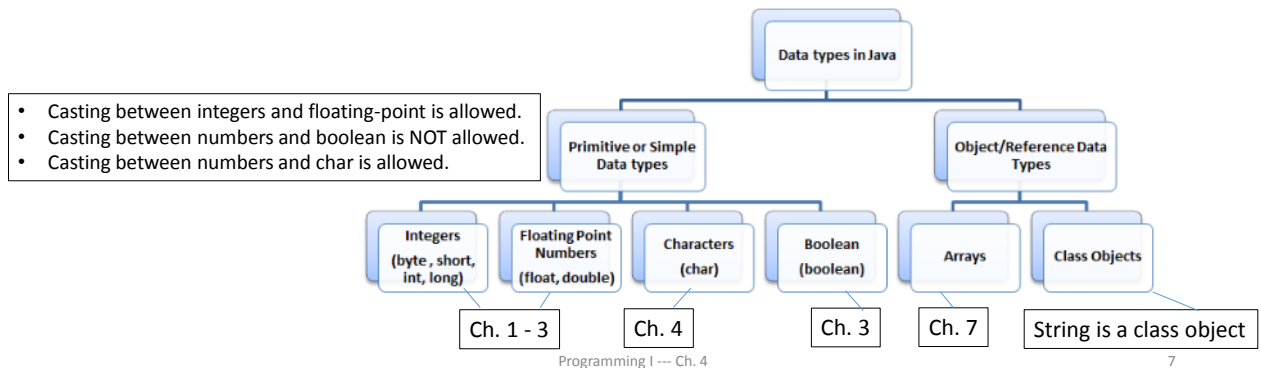 Data types in Java
• Casting between integers and floating-point is allowed.
• Casting between numbers and boolean is NOT allowed.
• Casting between numbers and char is allowed.
Primitive or Simple
Data types
Object/Reference Data
Types
Integers
(byte , short,
int, long)
Floating Point
Numbers
(float, double)
Characters
(char)
Boolean
(boolean)
Arrays
Class Objects
Ch. 1 - 3
Ch. 4
Ch. 3
Ch. 7
String is a class object
Programming I --- Ch. 4
7